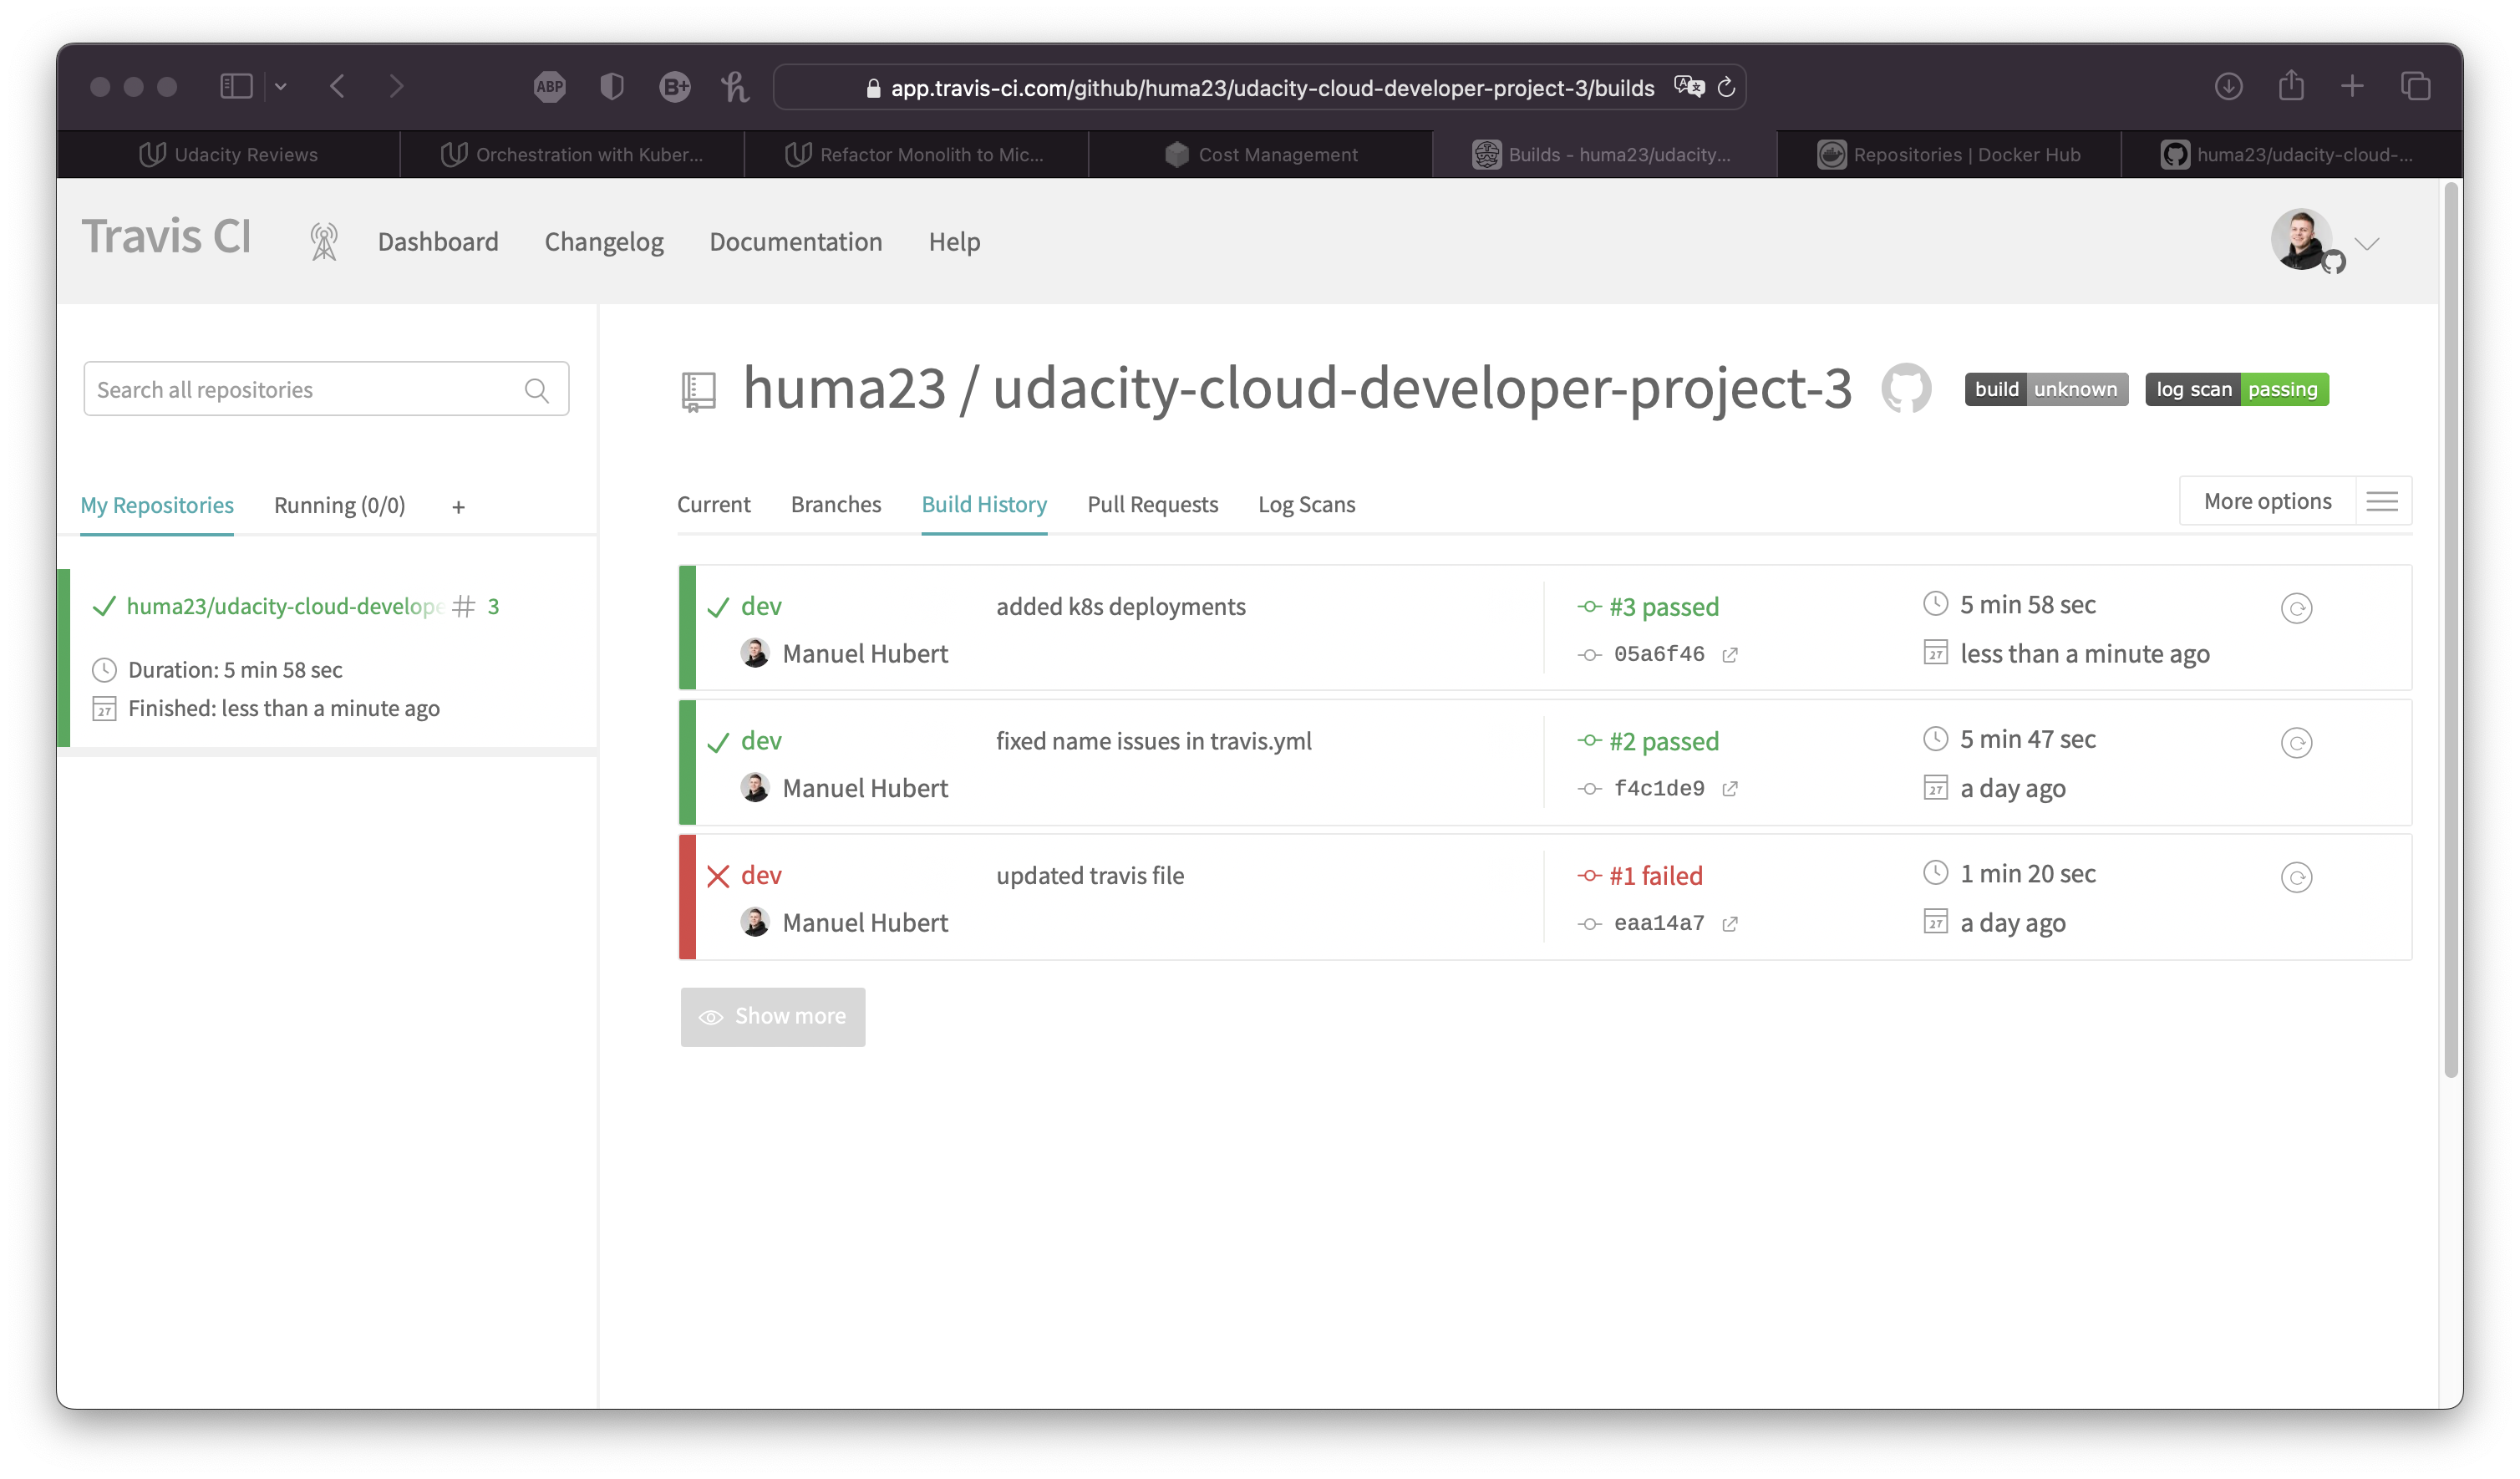 ABP
B+
app.travis-ci.com/github/huma23/udacity-cloud-developer-project-3/builds
Udacity Reviews
Orchestration with Kuber...
Refactor Monolith to Mic...
Cost Management
Builds - huma23/udacity...
Repositories | Docker Hub
huma23/udacity-cloud-...
Travis CI
Dashboard
Changelog
Documentation
Help
Search all repositories
My Repositories
Running (0/0)
+
huma23/udacity-cloud-develope # 3
Duration: 5 min 58 sec
27 Finished: less than a minute ago
huma23 / udacity-cloud-developer-project-3
build unknown
log scan passing
Current
Branches
Build History
Pull Requests
Log Scans
More options
dev
added k8s deployments
#3 passed
5 min 58 sec
Manuel Hubert
05a6f46
27 less than a minute ago
dev
fixed name issues in travis.yml
#2 passed
5 min 47 sec
Manuel Hubert
f4c1de9
27 a day ago
dev
updated travis file
#1 failed
1 min 20 sec
Manuel Hubert
eaa14a7
27 a day ago
Show more